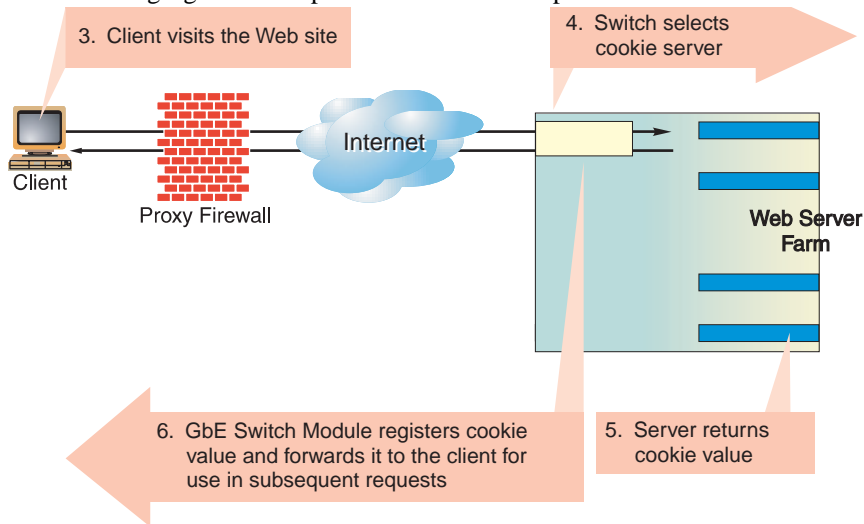 3. Client visits the Web site
4. Switch selects
cookie server
Internet
Client
Proxy Firewall
Web Server
Farm
6. GbE Switch Module registers cookie
value and forwards it to the client for
use in subsequent requests
5. Server returns
cookie value